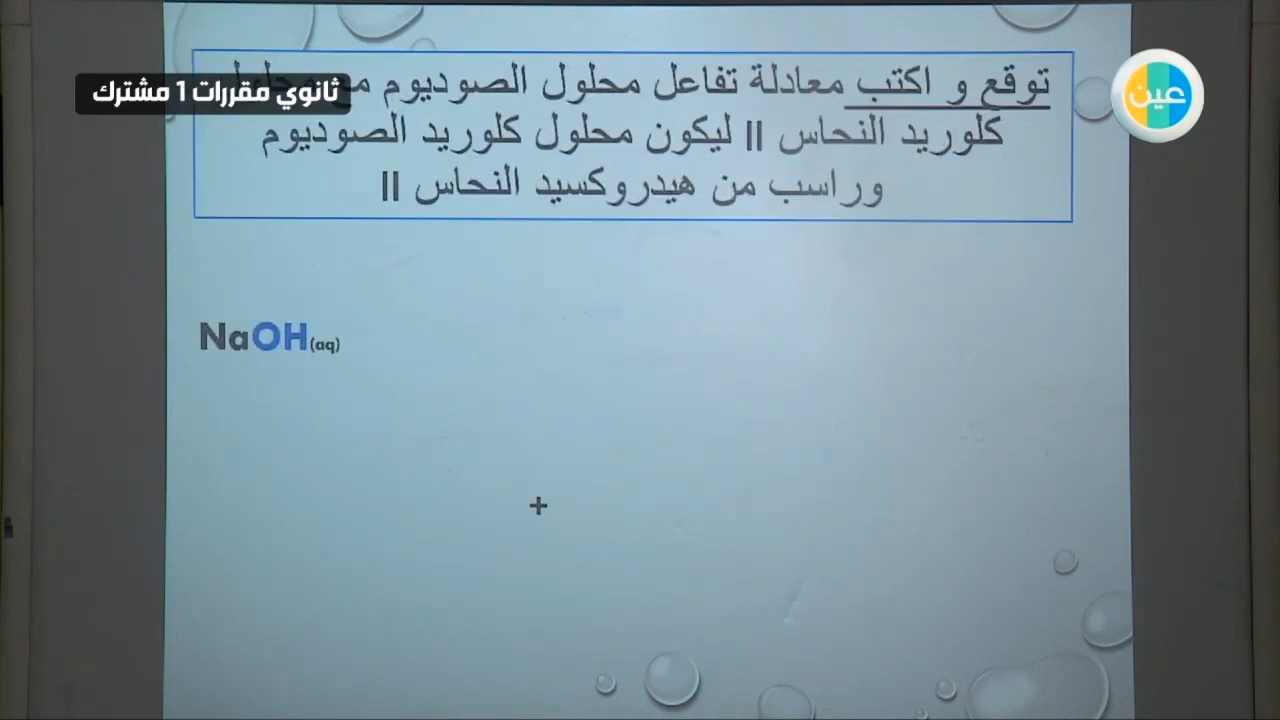 توقع و اكتب معادلة تفاعل محلول الصوديوم مع
كلوريد النحاس II ليكون محلول كلوريد الصوديوم
وراسب من هيدروكسيد النحاس II
ثانوي مقررات 1 مشترك
عين
NaOH(aq)
+